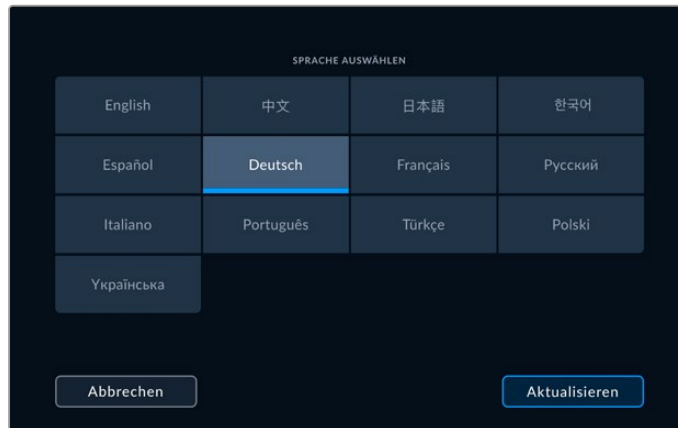 SPRACHE AUSWÄHLEN
English 中文 日本語 한국어
Español Deutsch Français Русский
Italiano Português Türkçe Polski
Українська
Abbrechen Aktualisieren